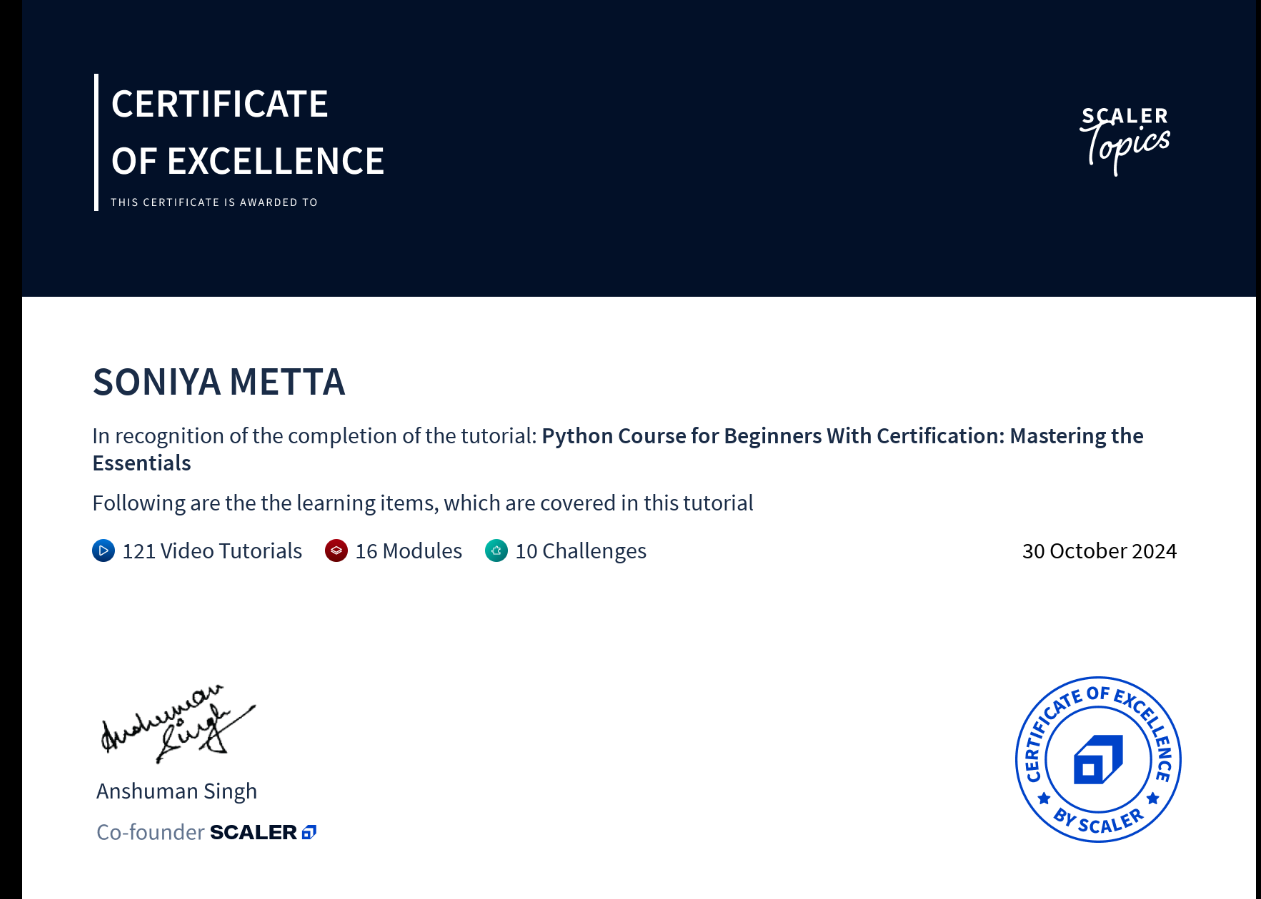 CERTIFICATE
OF EXCELLENCE
THIS CERTIFICATE IS AWARDED TO
SCALER
Topics
SONIYA METTA
In recognition of the completion of the tutorial: Python Course for Beginners With Certification: Mastering the
Essentials
Following are the the learning items, which are covered in this tutorial
121 Video Tutorials 16 Modules 10 Challenges
30 October 2024
Anshuman
Singh
Anshuman Singh
Co-founder SCALER
CERTIFICATE OF EXCELLENCE
BY SCALER